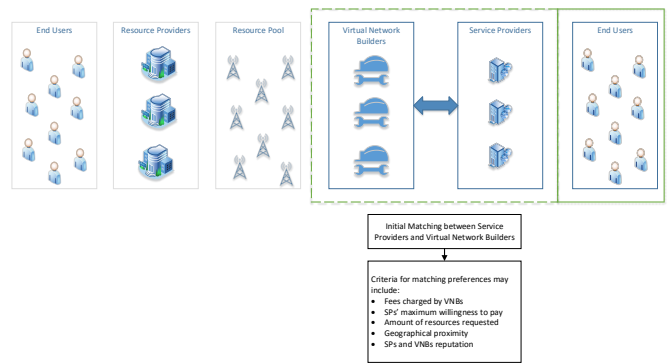 End Users
Resource Providers
Resource Pool
Virtual Network
Builders
Service Providers
End Users
Initial Matching between Service
Providers and Virtual Network Builders
Criteria for matching preferences may
include:
• Fees charged by VNBs
• SPs' maximum willingness to pay
• Amount of resources requested
• Geographical proximity
• SPs and VNBs reputation